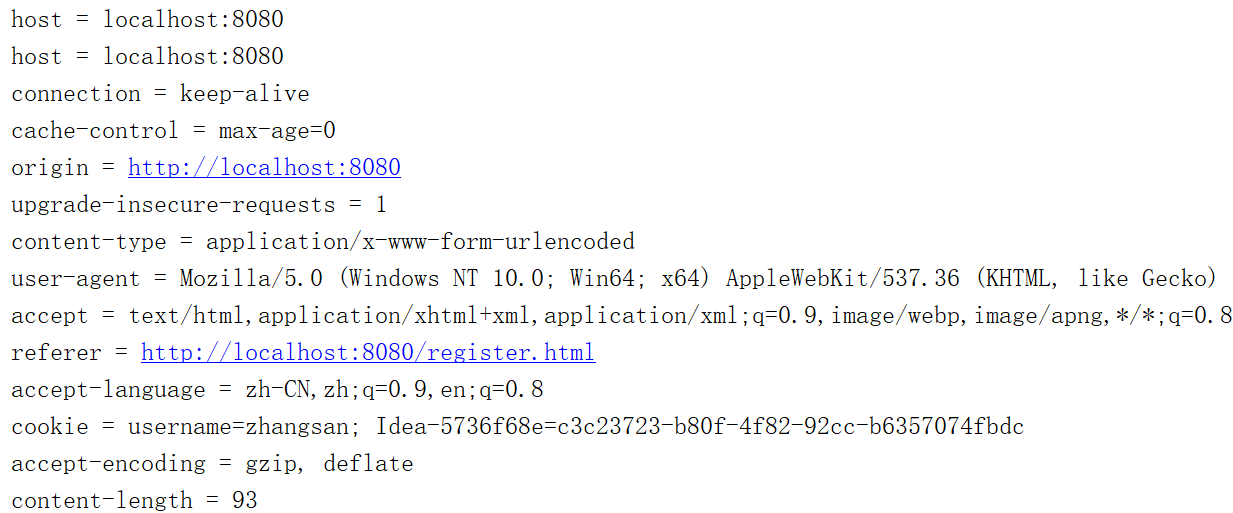 host = localhost:8080
host = localhost:8080
connection = keep-alive
cache-control = max-age=0
origin = http://localhost:8080
upgrade-insecure-requests = 1
content-type = application/x-www-form-urlencoded
user-agent = Mozilla/5.0 (Windows NT 10.0; Win64; x64) AppleWebKit/537.36 (KHTML, like Gecko)
accept = text/html,application/xhtml+xml,application/xml;q=0.9,image/webp,image/apng,*/*;q=0.8
referer = http://localhost:8080/register.html
accept-language = zh-CN,zh;q=0.9,en;q=0.8
cookie = username=zhangsan; Idea-5736f68e=c3c23723-b80f-4f82-92cc-b6357074fbdc
accept-encoding = gzip, deflate
content-length = 93